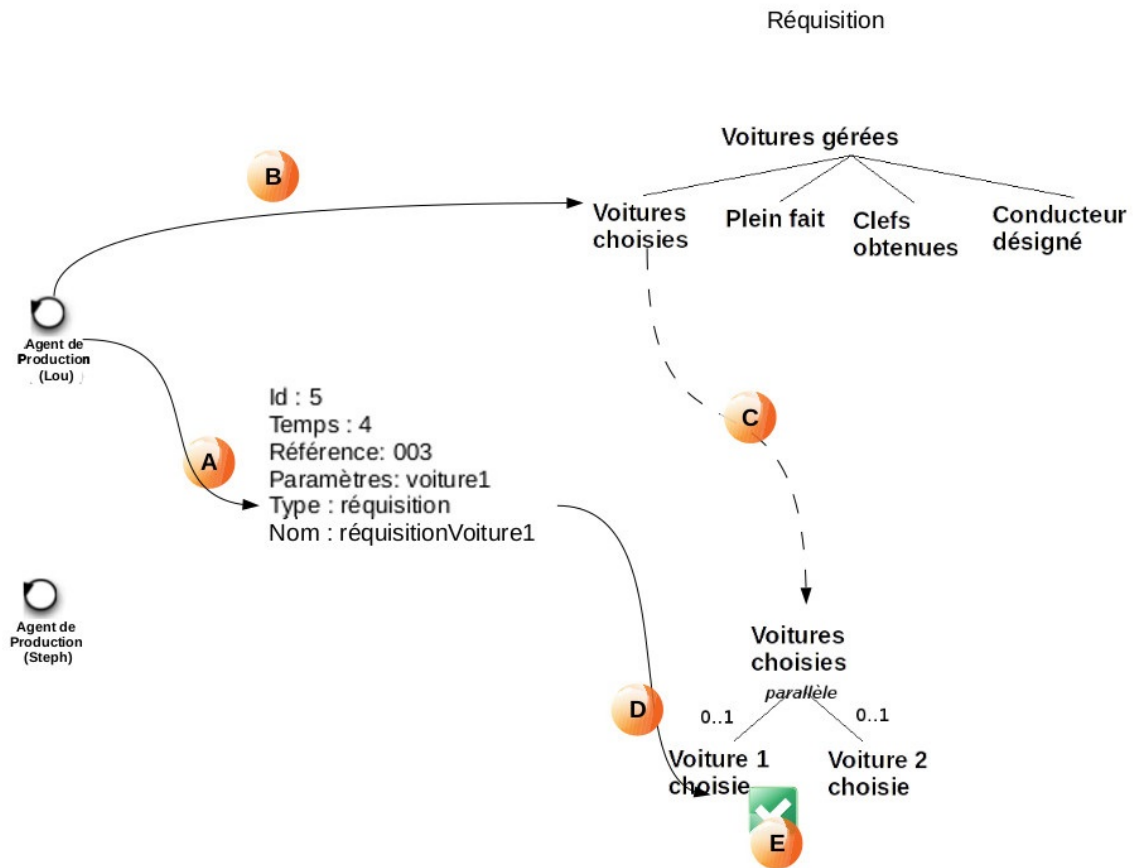 Réquisition
Voitures gérées
B
Voitures
choisies
Plein fait
Clefs
obtenues
Conducteur
désigné
Agent de
Production
(Lou)
C
Id : 5
Temps : 4
Référence: 003
Paramètres: voiture1
Type : réquisition
Nom : réquisitionVoiture1
A
Agent de
Production
(Steph)
Voitures
choisies
parallèle
D
0..1
0..1
Voiture 1
choisie
Voiture 2
choisie
E